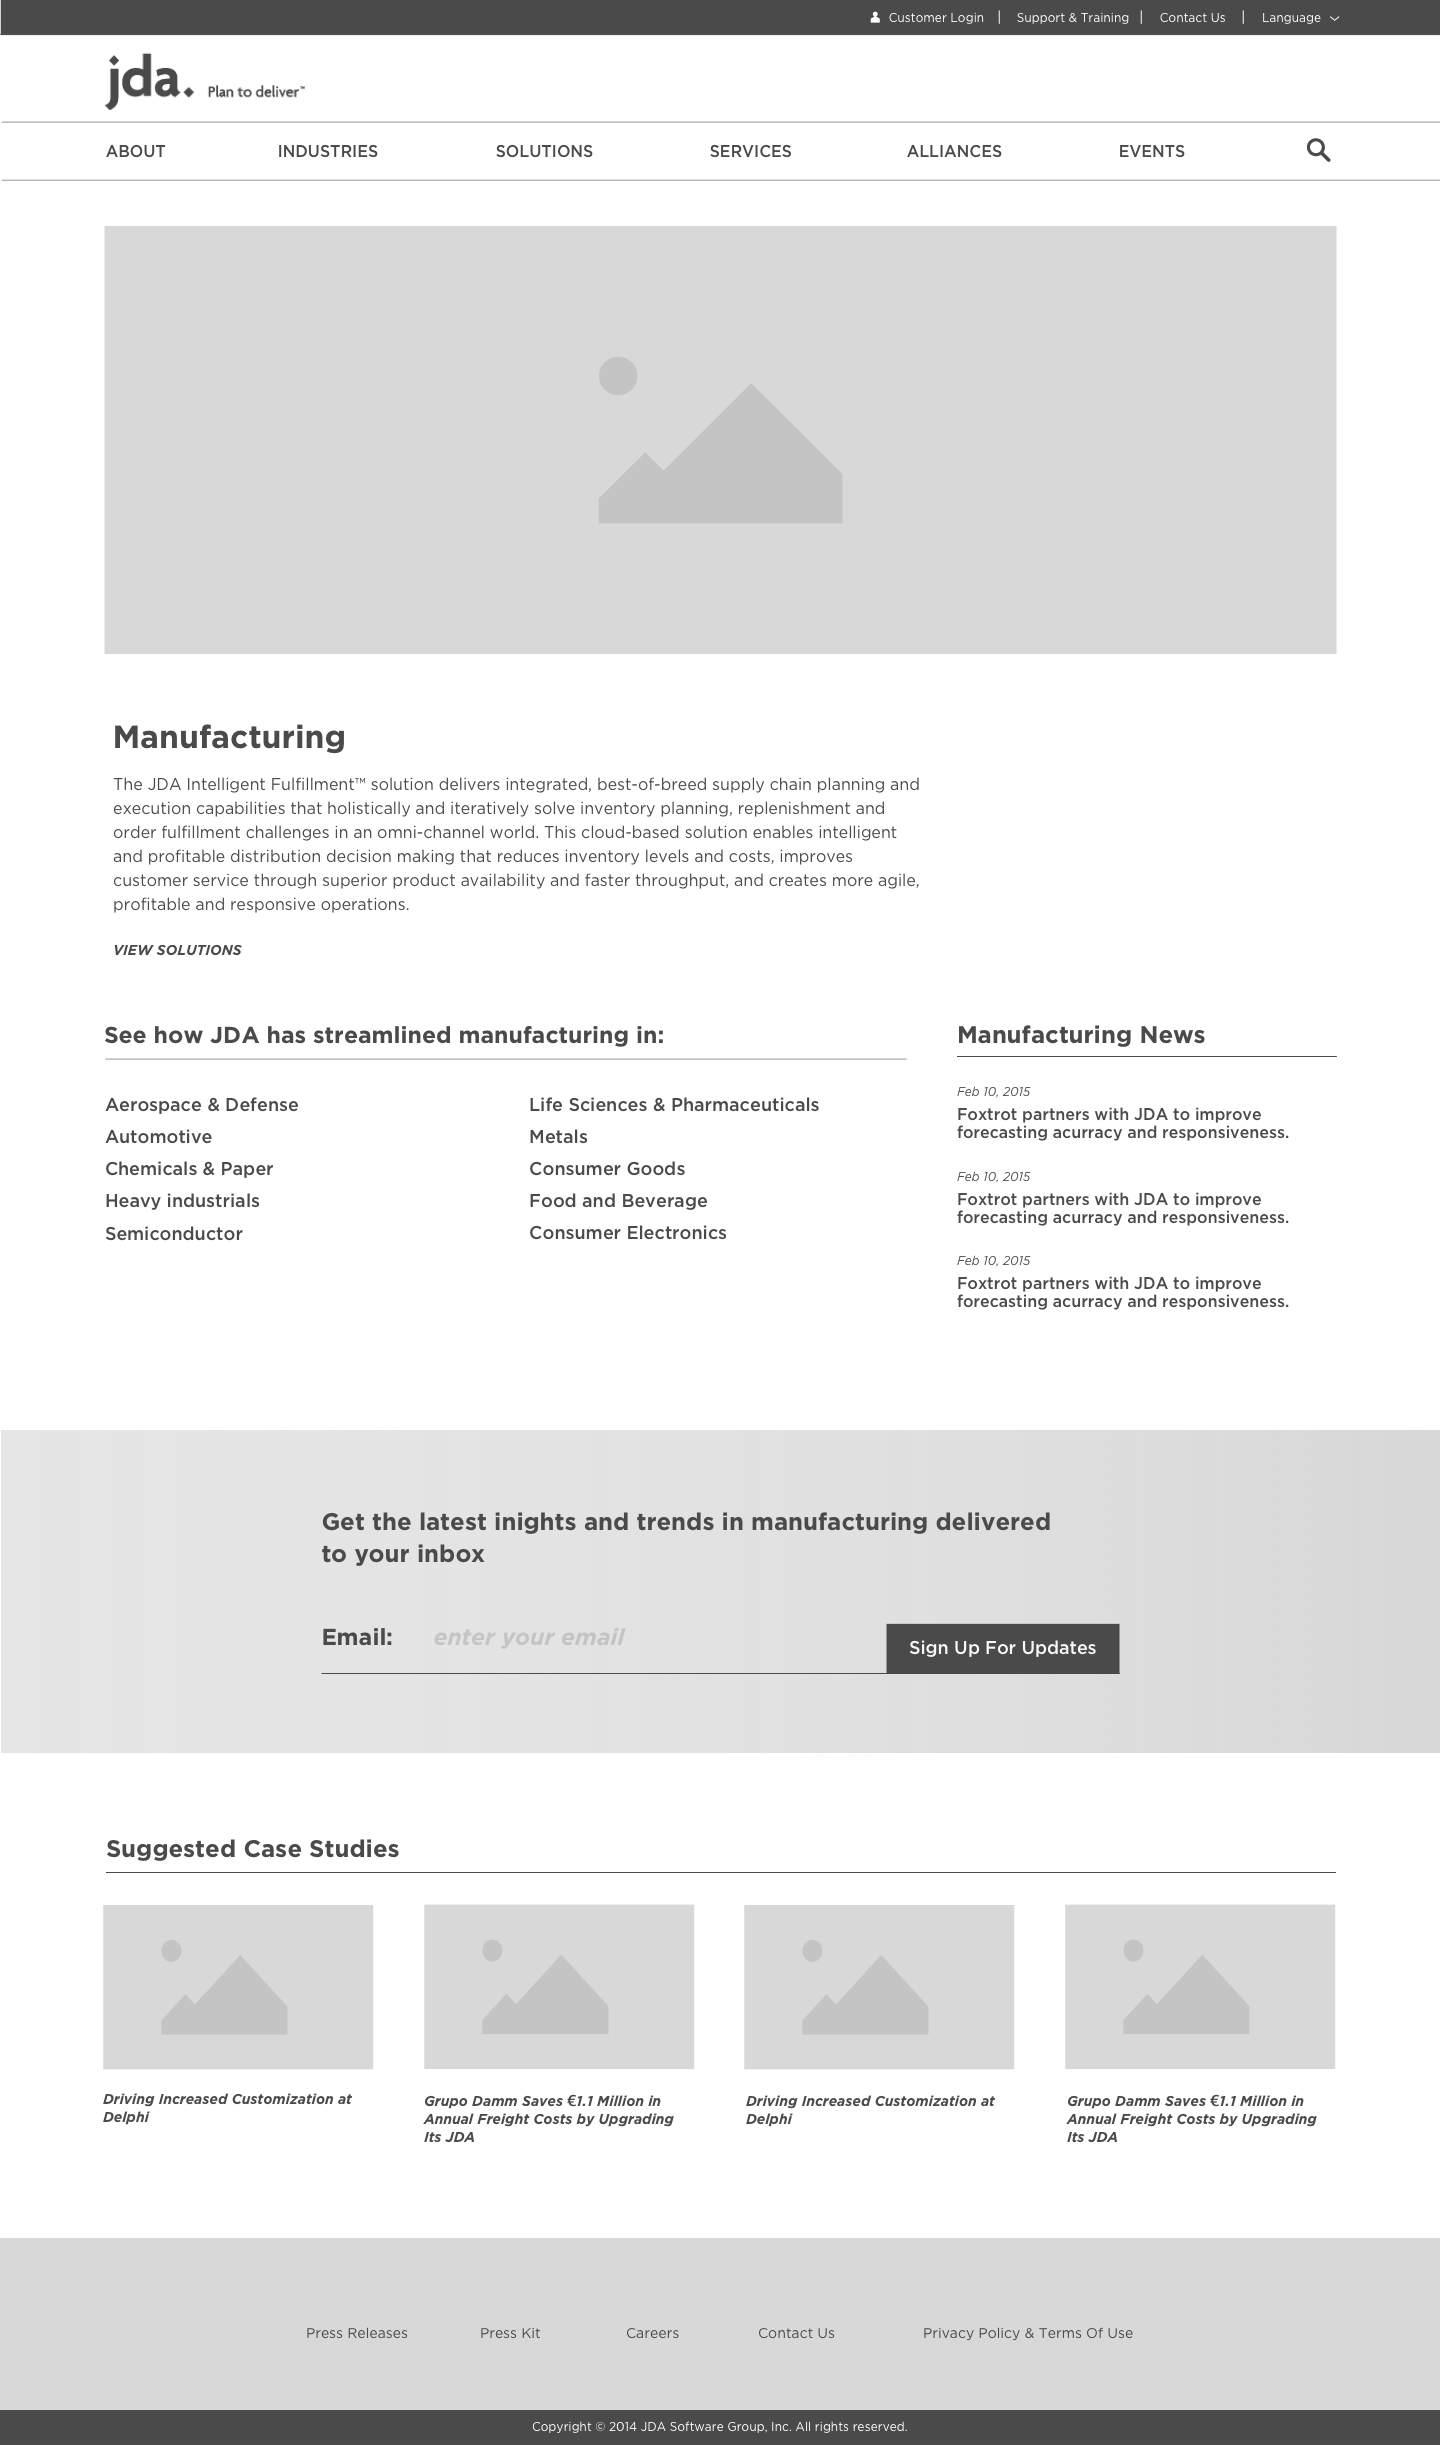 Customer Login | Support & Training | Contact Us | Language
jda. Plan to deliver™
ABOUT INDUSTRIES SOLUTIONS SERVICES ALLIANCES EVENTS
Manufacturing
The JDA Intelligent Fulfillment™ solution delivers integrated, best-of-breed supply chain planning and
execution capabilities that holistically and iteratively solve inventory planning, replenishment and
order fulfillment challenges in an omni-channel world. This cloud-based solution enables intelligent
and profitable distribution decision making that reduces inventory levels and costs, improves
customer service through superior product availability and faster throughput, and creates more agile,
profitable and responsive operations.
VIEW SOLUTIONS
See how JDA has streamlined manufacturing in:
Aerospace & Defense
Automotive
Chemicals & Paper
Heavy industrials
Semiconductor
Life Sciences & Pharmaceuticals
Metals
Consumer Goods
Food and Beverage
Consumer Electronics
Manufacturing News
Feb 10, 2015
Foxtrot partners with JDA to improve
forecasting acurracy and responsiveness.
Feb 10, 2015
Foxtrot partners with JDA to improve
forecasting acurracy and responsiveness.
Feb 10, 2015
Foxtrot partners with JDA to improve
forecasting acurracy and responsiveness.
Get the latest inights and trends in manufacturing delivered
to your inbox
Email: enter your email
Sign Up For Updates
Suggested Case Studies
Driving Increased Customization at
Delphi
Grupo Damm Saves €1.1 Million in
Annual Freight Costs by Upgrading
Its JDA
Driving Increased Customization at
Delphi
Grupo Damm Saves €1.1 Million in
Annual Freight Costs by Upgrading
Its JDA
Press Releases Press Kit Careers Contact Us Privacy Policy & Terms Of Use
Copyright © 2014 JDA Software Group, Inc. All rights reserved.